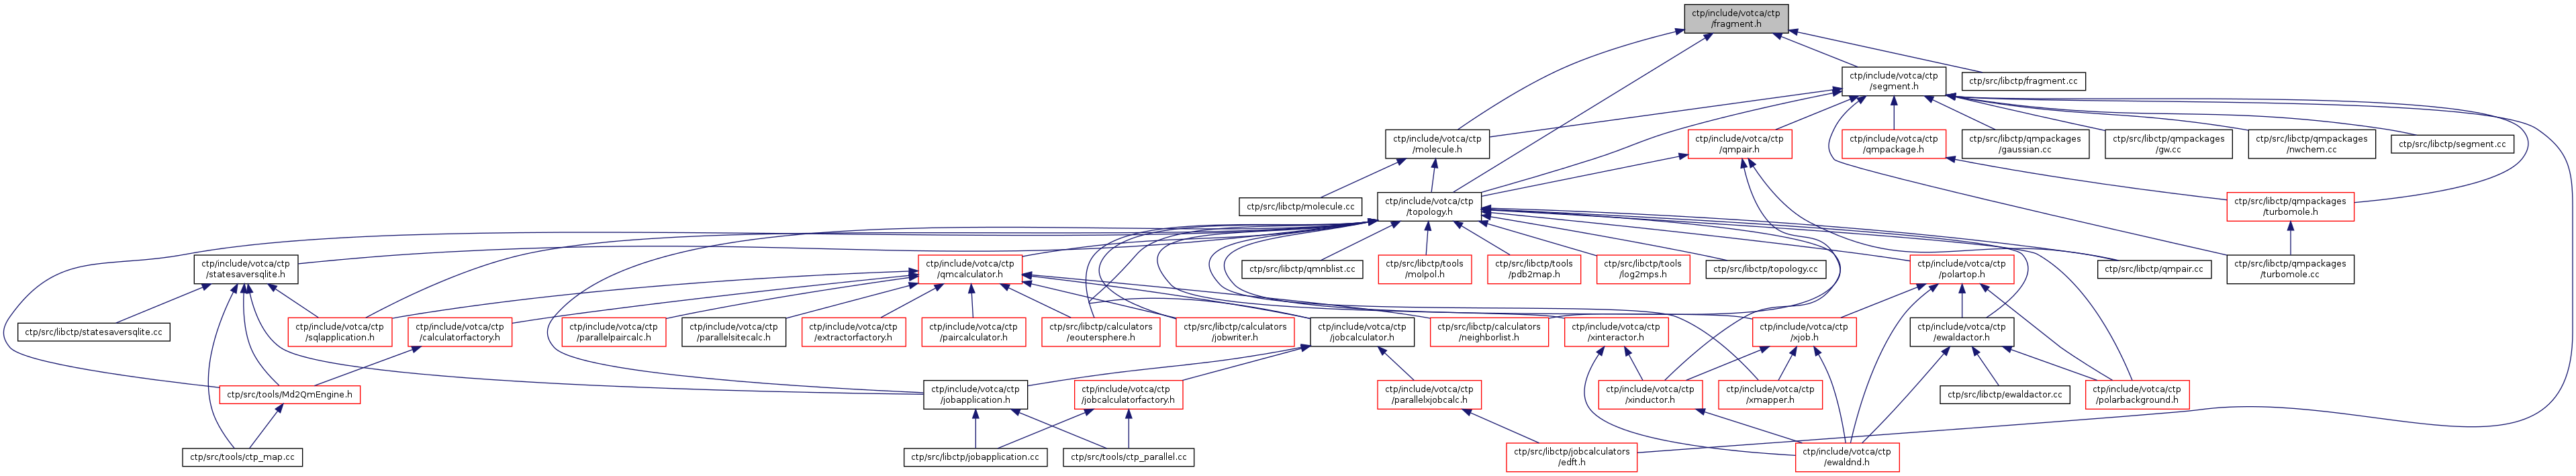 ctp/include/votca/ctp
/fragment.h
ctp/include/votca/ctp
/segment.h
ctp/src/libctp/fragment.cc
ctp/include/votca/ctp
/molecule.h
ctp/include/votca/ctp
/qmpair.h
ctp/include/votca/ctp
/qmpackage.h
ctp/src/libctp/qmpackages
/gaussian.cc
ctp/src/libctp/qmpackages
/gw.cc
ctp/src/libctp/qmpackages
/nwchem.cc
ctp/src/libctp/segment.cc
ctp/src/libctp/molecule.cc
ctp/include/votca/ctp
/topology.h
ctp/src/libctp/qmpackages
/turbomole.h
ctp/include/votca/ctp
/statesaversqlite.h
ctp/include/votca/ctp
/qmcalculator.h
ctp/src/libctp/qmnblist.cc
ctp/src/libctp/tools
/molpol.h
ctp/src/libctp/tools
/pdb2map.h
ctp/src/libctp/tools
/log2mps.h
ctp/src/libctp/topology.cc
ctp/include/votca/ctp
/polartop.h
ctp/src/libctp/qmpair.cc
ctp/src/libctp/qmpackages
/turbomole.cc
ctp/src/libctp/statesaversqlite.cc
ctp/include/votca/ctp
/sqlapplication.h
ctp/include/votca/ctp
/calculatorfactory.h
ctp/include/votca/ctp
/parallelpaircalc.h
ctp/include/votca/ctp
/parallelsitecalc.h
ctp/include/votca/ctp
/extractorfactory.h
ctp/include/votca/ctp
/paircalculator.h
ctp/src/libctp/calculators
/eoutersphere.h
ctp/src/libctp/calculators
/jobwriter.h
ctp/include/votca/ctp
/jobcalculator.h
ctp/src/libctp/calculators
/neighborlist.h
ctp/include/votca/ctp
/xinteractor.h
ctp/include/votca/ctp
/xjob.h
ctp/include/votca/ctp
/ewaldactor.h
ctp/src/tools/Md2QmEngine.h
ctp/include/votca/ctp
/jobapplication.h
ctp/include/votca/ctp
/jobcalculatorfactory.h
ctp/include/votca/ctp
/parallelxjobcalc.h
ctp/include/votca/ctp
/xinductor.h
ctp/include/votca/ctp
/xmapper.h
ctp/src/libctp/ewaldactor.cc
ctp/include/votca/ctp
/polarbackground.h
ctp/src/tools/ctp_map.cc
ctp/src/libctp/jobapplication.cc
ctp/src/tools/ctp_parallel.cc
ctp/src/libctp/jobcalculators
/edft.h
ctp/include/votca/ctp
/ewaldnd.h